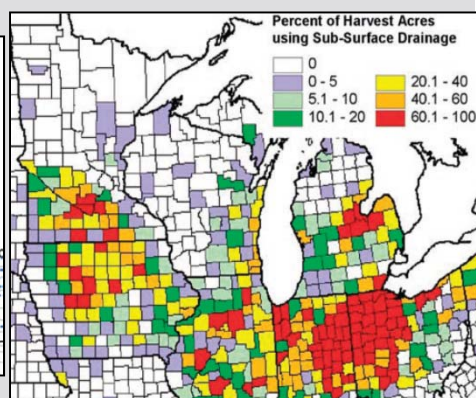 Percent of Harvest Acres
using Sub-Surface Drainage
0
0 - 5
5.1 - 10
10.1 - 20
20.1 - 40
40.1 - 60
60.1 - 100